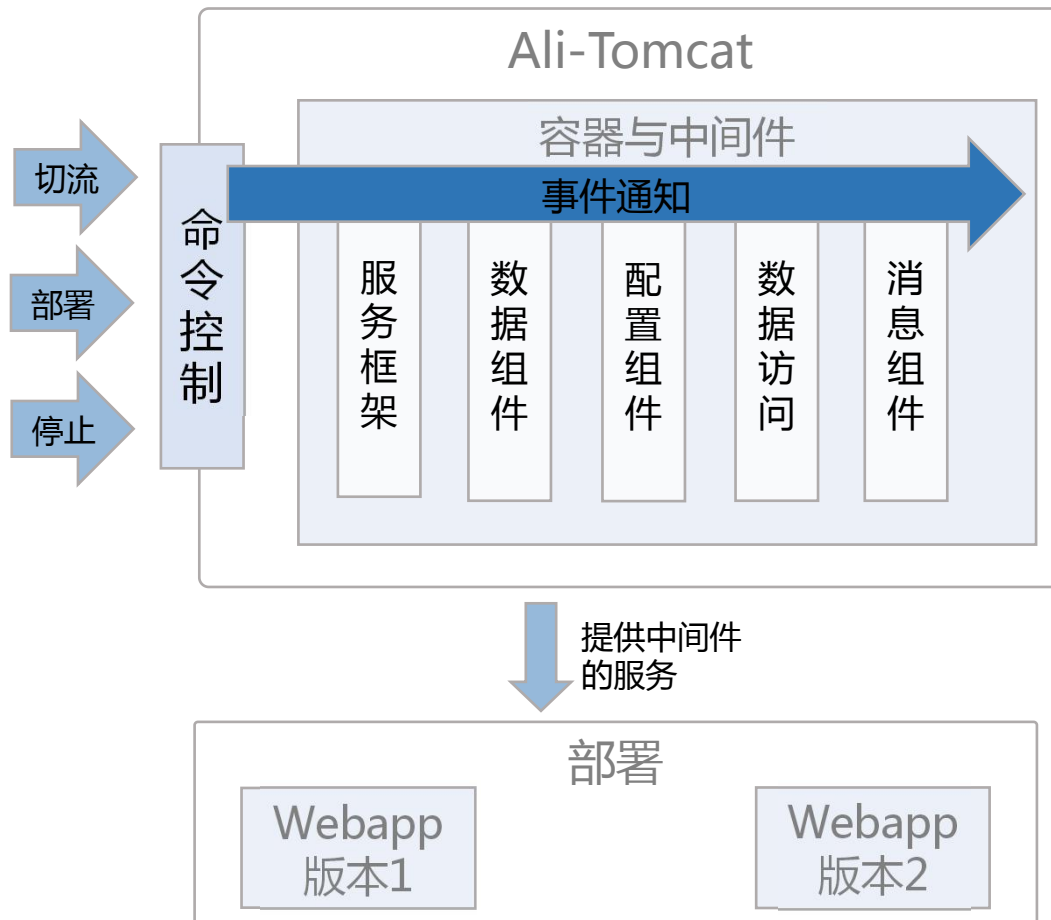 Ali-Tomcat
容器与中间件
事件通知
切流
部署
停止
命令控制
服务框架
数据组件
配置组件
数据访问
消息组件
提供中间件
的服务
部署
Webapp
版本1
Webapp
版本2